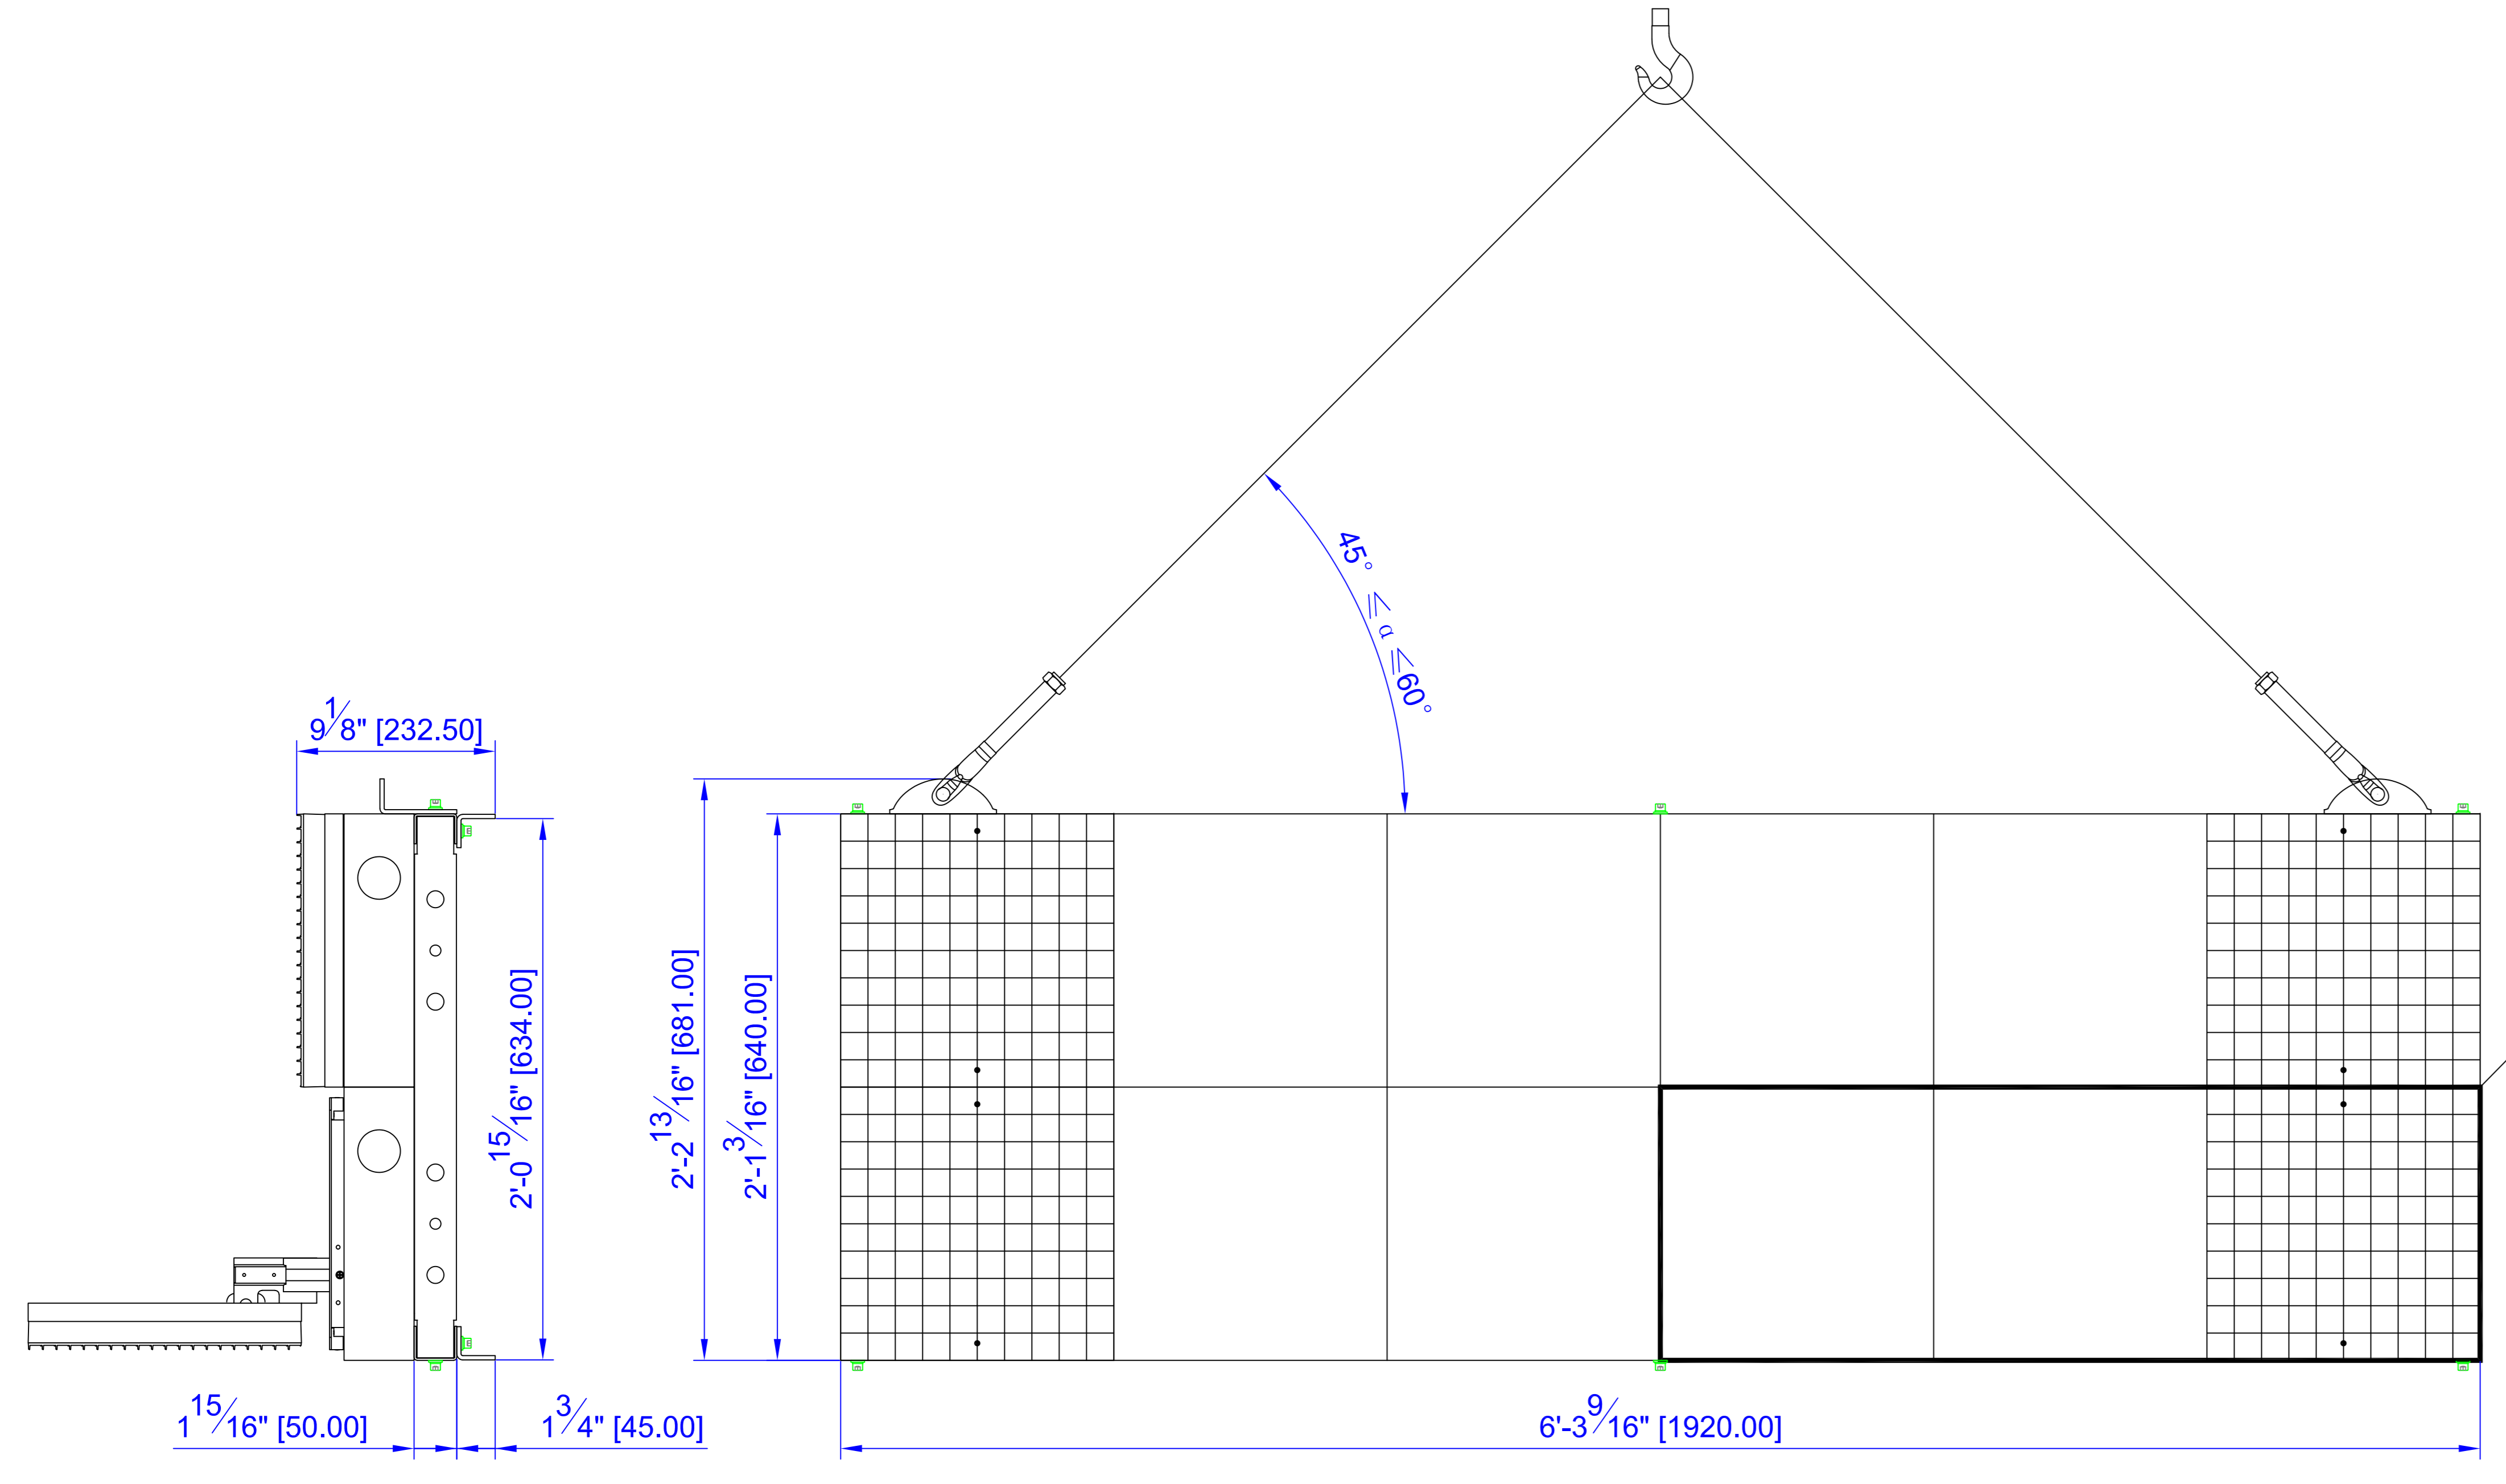 45° ≤ α ≤60°
9 1/8" [232.50]
2'-0 15/16" [634.00]
2'-2 13/16" [681.00]
2'-1 3/16" [640.00]
1 15/16" [50.00]
1 3/4" [45.00]
6'-3 9/16" [1920.00]